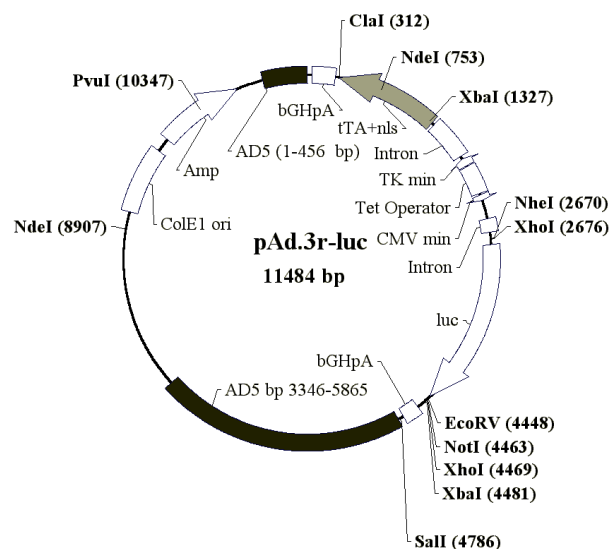 ClaI (312)
NdeI (753)
PvuI (10347)
XbaI (1327)
bGHpA
tTA+nls
AD5 (1-456 bp)
Intron
Amp
TK min
Tet Operator
NheI (2670)
ColE1 ori
NdeI (8907)
CMV min
XhoI (2676)
pAd.3r-luc
Intron
11484 bp
luc
bGHpA
AD5 bp 3346-5865
EcoRV (4448)
NotI (4463)
XhoI (4469)
XbaI (4481)
SalI (4786)